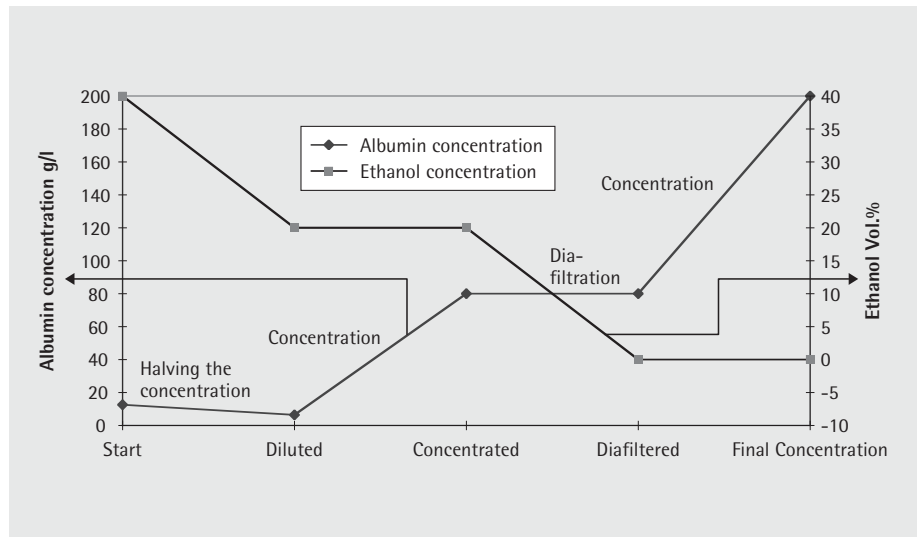 200
180
160
140
120
100
80
60
40
20
0
Albumin concentration g/l
Albumin concentration
Ethanol concentration
Concentration
Dia-
filtration
Concentration
Halving the
concentration
40
35
30
25
20
15
10
5
0
-5
-10
Ethanol Vol.%
Start
Diluted
Concentrated
Diafiltered
Final Concentration